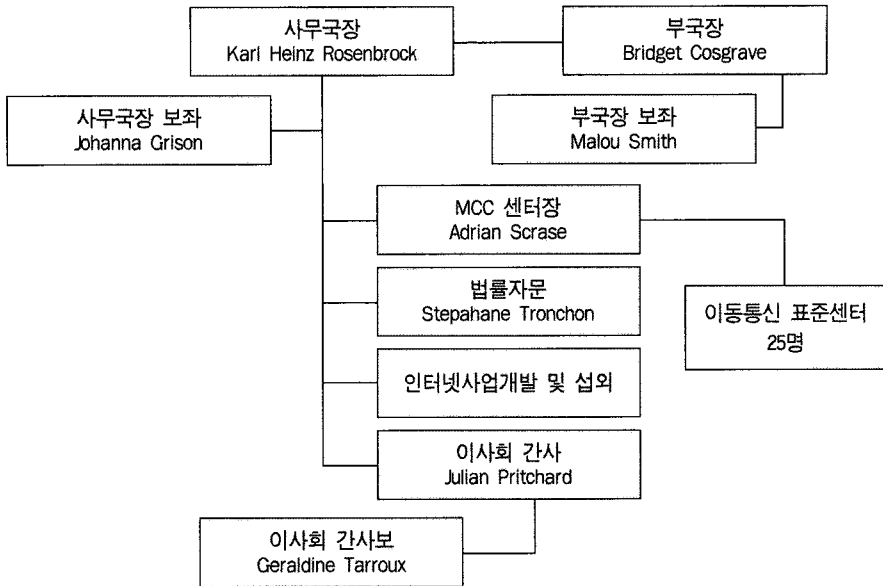 사무국장
Karl Heinz Rosenbrock
부국장
Bridget Cosgrave
사무국장 보좌
Johanna Grison
부국장 보좌
Malou Smith
MCC 센터장
Adrian Scrase
법률자문
Stepahane Tronchon
이동통신 표준센터
25명
인터넷사업개발 및 섭외
이사회 간사
Julian Pritchard
이사회 간사보
Geraldine Tarroux